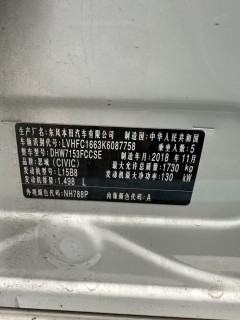 生产厂名：东风本田汽车有限公司 制造国：中华人民共和国
车辆识别代号：LVHFC1663K6087758 乘坐人数：5
车辆型号：DHW7153FCCSE 制造年月：2018年11月
品牌：思域 (CIVIC) 最大允许总质量：1730 kg
发动机型号：L15B8 发动机最大净功率：130 kW
发动机排量：1.498 L
外观颜色代码：NH788P 内饰颜色代码：A